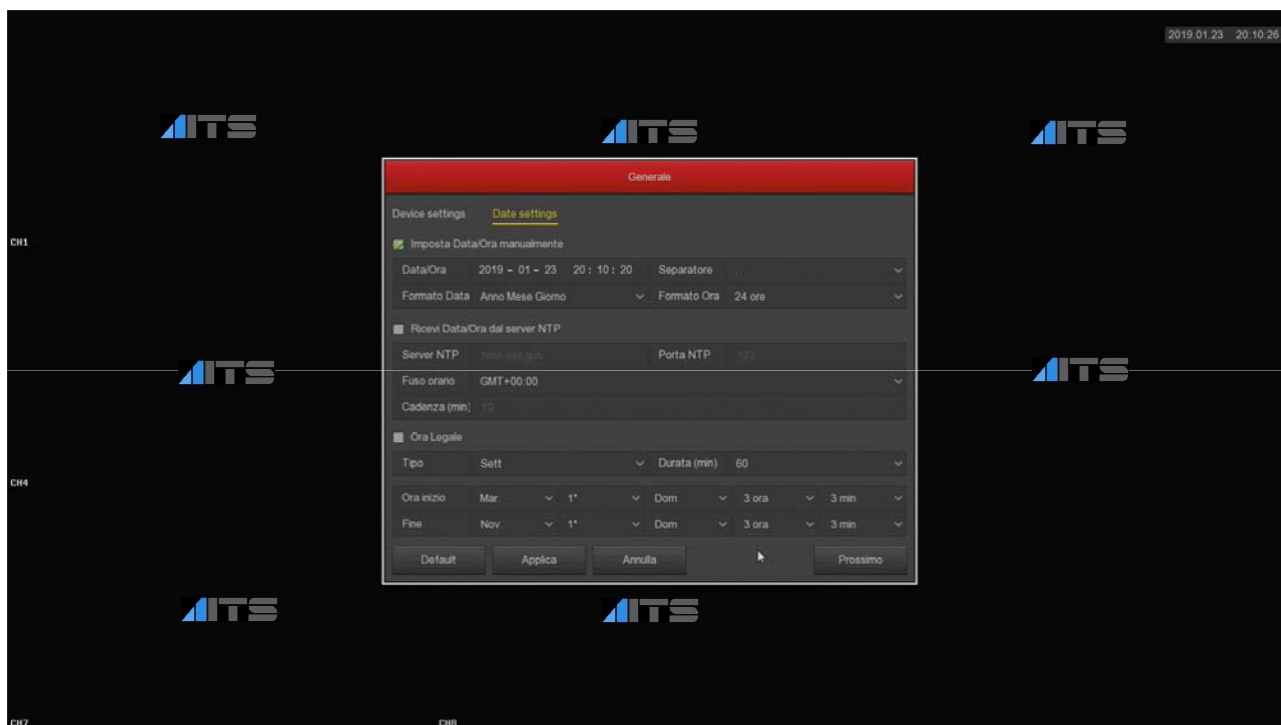 2019.01.23 20:10:26
ITS ITS ITS
Generale
Device settings Date settings
CH1
Imposta Data/Ora manualmente
Data/Ora 2019 - 01 - 23 20 : 10 : 20 Separatore .
Formato Data Anno Mese Giorno Formato Ora 24 ore
Ricevi Data/Ora dal server NTP
Server NTP Porta NTP
ITS ITS
Fuso orario GMT+00:00
Cadenza (min) 10
Ora Legale
Tipo Sett Durata (min) 60
CH4
Ora inizio Mar. 1° Dom 3 ora 3 min
Fine Nov. 1° Dom 3 ora 3 min
Default Applica Annulla Prossimo
ITS ITS
CH7 CH8